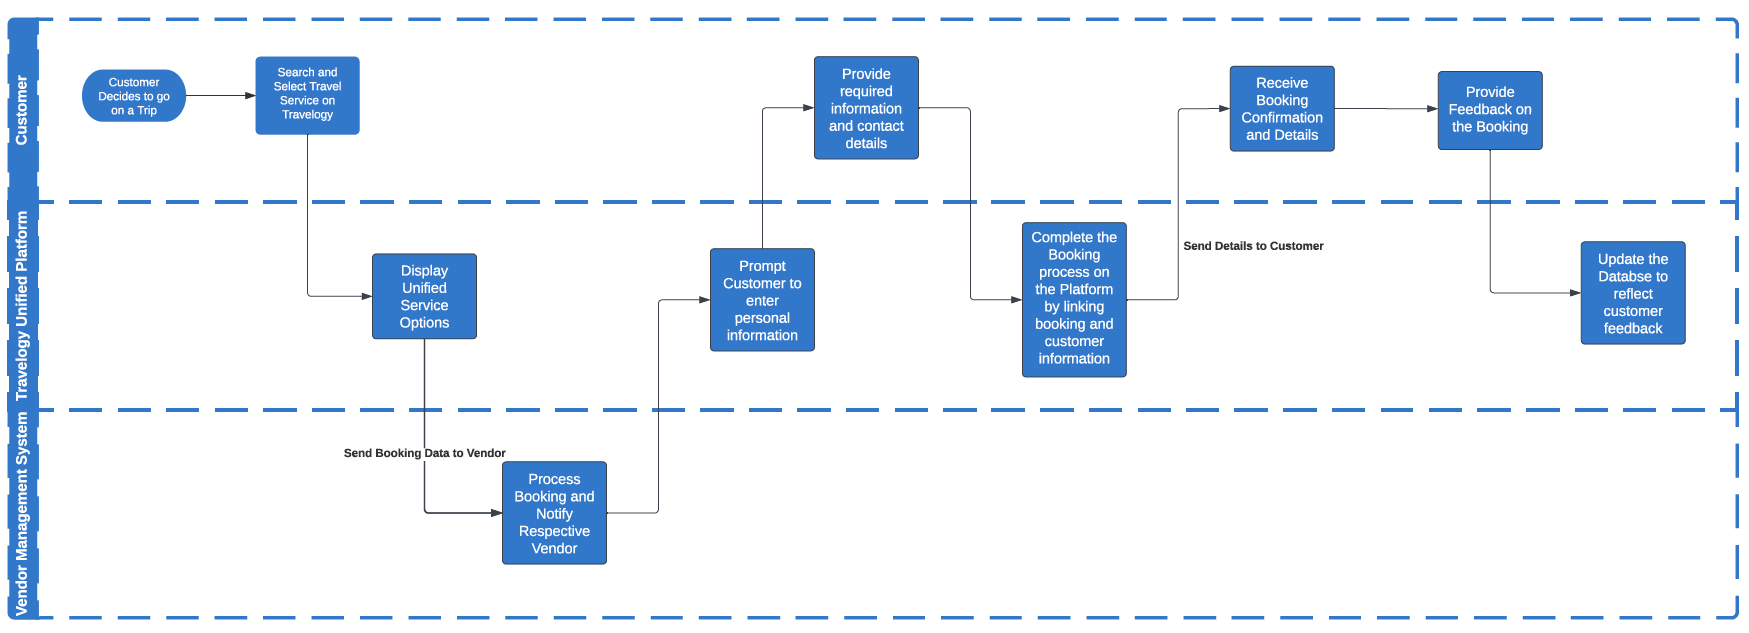 Customer
Customer
Decides to go
on a Trip
Search and
Select Travel
Service on
Travelogy
Provide
required
information
and contact
details
Receive
Booking
Confirmation
and Details
Provide
Feedback on
the Booking
Travelogy Unified Platform
Display
Unified
Service
Options
Prompt
Customer to
enter
personal
information
Complete the
Booking
process on
the Platform
by linking
booking and
customer
information
Send Details to Customer
Update the
Databse to
reflect
customer
feedback
Vendor Management System
Send Booking Data to Vendor
Process
Booking and
Notify
Respective
Vendor